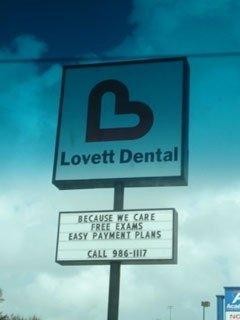 Lovett Dental
BECAUSE WE CARE
FREE EXAMS
EASY PAYMENT PLANS
CALL 986-1117